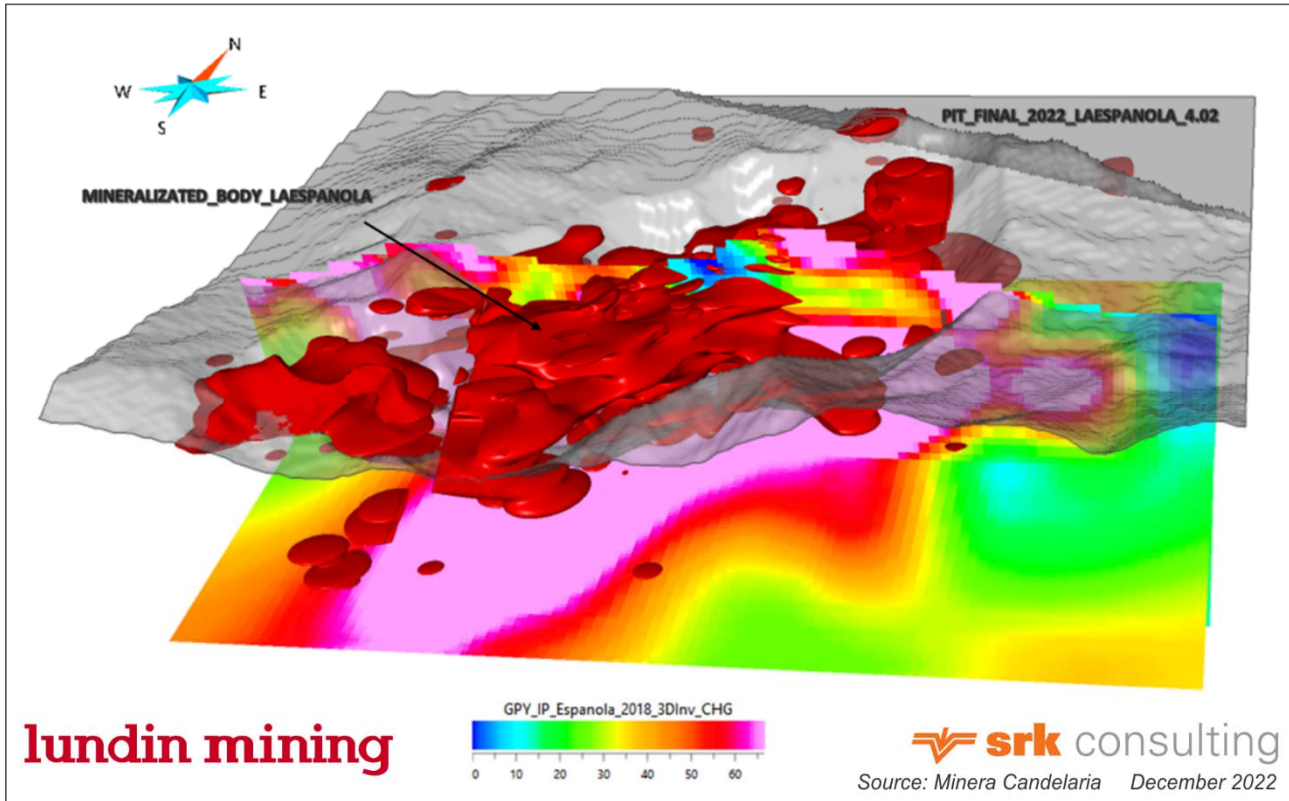 N
W E
S
PIT_FINAL_2022_LAESPANOLA_4.02
MINERALIZATED_BODY_LAESPANOLA
GPY_IP_Espanola_2018_3DInv_CHG
0 10 20 30 40 50 60
lundin mining
srk consulting
Source: Minera Candelaria December 2022